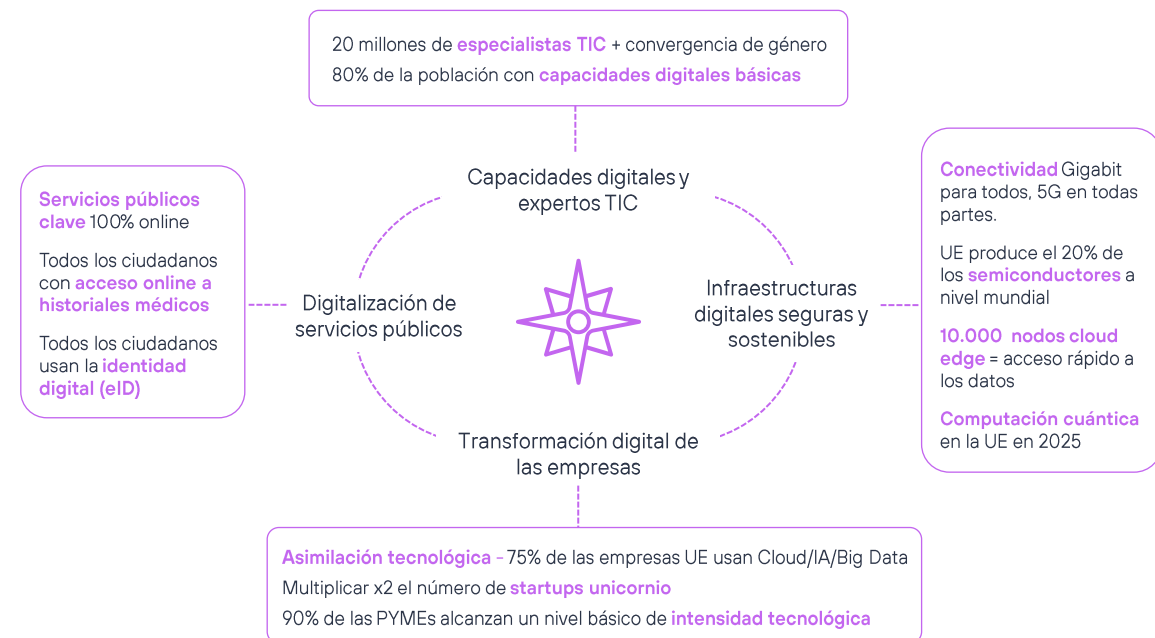 20 millones de especialistas TIC + convergencia de género
80% de la población con capacidades digitales básicas
Capacidades digitales y
expertos TIC
Servicios públicos
clave 100% online
Todos los ciudadanos
con acceso online a
historiales médicos
Todos los ciudadanos
usan la identidad
digital (eID)
Digitalización de
servicios públicos
Infraestructuras
digitales seguras y
sostenibles
Conectividad Gigabit
para todos, 5G en todas
partes.
UE produce el 20% de
los semiconductores a
nivel mundial
10.000 nodos cloud
edge = acceso rápido a
los datos
Computación cuántica
en la UE en 2025
Transformación digital de
las empresas
Asimilación tecnológica - 75% de las empresas UE usan Cloud/IA/Big Data
Multiplicar x2 el número de startups unicornio
90% de las PYMEs alcanzan un nivel básico de intensidad tecnológica